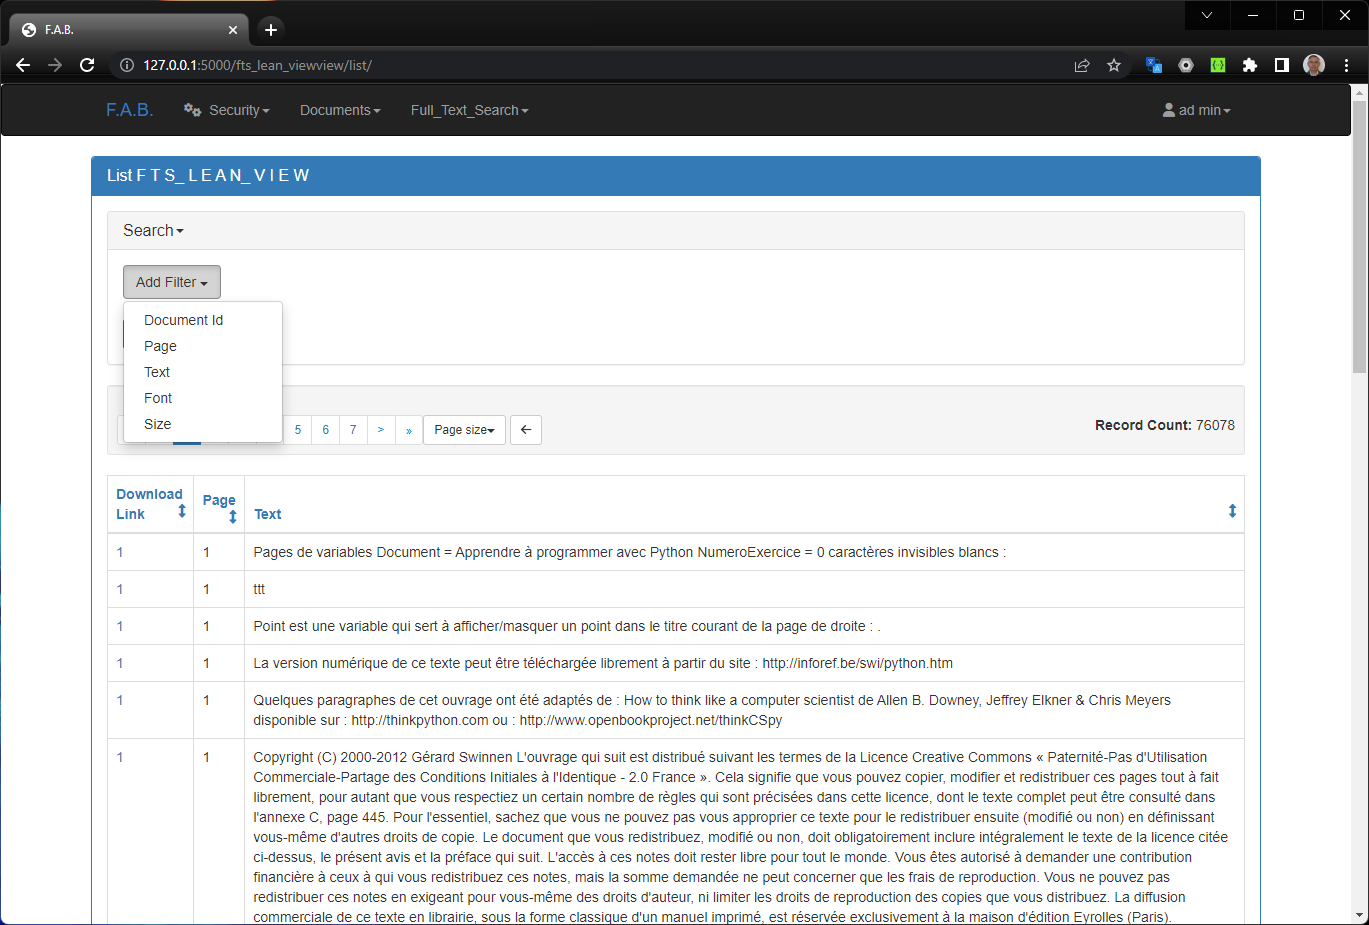 F.A.B.
127.0.0.1:5000/fts_lean_viewview/list/
F.A.B. Security Documents Full_Text_Search ad min
List F T S_ L E A N_ V I E W
Search
Add Filter
Document Id
Page
Text
Font
Size
5 6 7 > » Page size
Record Count: 76078
Download Link Page Text
1 1 Pages de variables Document = Apprendre à programmer avec Python NumeroExercice = 0 caractères invisibles blancs :
1 1 ttt
1 1 Point est une variable qui sert à afficher/masquer un point dans le titre courant de la page de droite : .
1 1 La version numérique de ce texte peut être téléchargée librement à partir du site : http://inforef.be/swi/python.htm
1 1 Quelques paragraphes de cet ouvrage ont été adaptés de : How to think like a computer scientist de Allen B. Downey, Jeffrey Elkner & Chris Meyers
disponible sur : http://thinkpython.com ou : http://www.openbookproject.net/thinkCSpy
1 1 Copyright (C) 2000-2012 Gérard Swinnen L'ouvrage qui suit est distribué suivant les termes de la Licence Creative Commons « Paternité-Pas d'Utilisation
Commerciale-Partage des Conditions Initiales à l'Identique - 2.0 France ». Cela signifie que vous pouvez copier, modifier et redistribuer ces pages tout à fait
librement, pour autant que vous respectiez un certain nombre de règles qui sont précisées dans cette licence, dont le texte complet peut être consulté dans
l'annexe C, page 445. Pour l'essentiel, sachez que vous ne pouvez pas vous approprier ce texte pour le redistribuer ensuite (modifié ou non) en définissant
vous-même d'autres droits de copie. Le document que vous redistribuez, modifié ou non, doit obligatoirement inclure intégralement le texte de la licence citée
ci-dessus, le présent avis et la préface qui suit. L'accès à ces notes doit rester libre pour tout le monde. Vous êtes autorisé à demander une contribution
financière à ceux à qui vous redistribuez ces notes, mais la somme demandée ne peut concerner que les frais de reproduction. Vous ne pouvez pas
redistribuer ces notes en exigeant pour vous-même des droits d'auteur, ni limiter les droits de reproduction des copies que vous distribuez. La diffusion
commerciale de ce texte en librairie, sous la forme classique d'un manuel imprimé, est réservée exclusivement à la maison d'édition Eyrolles (Paris).